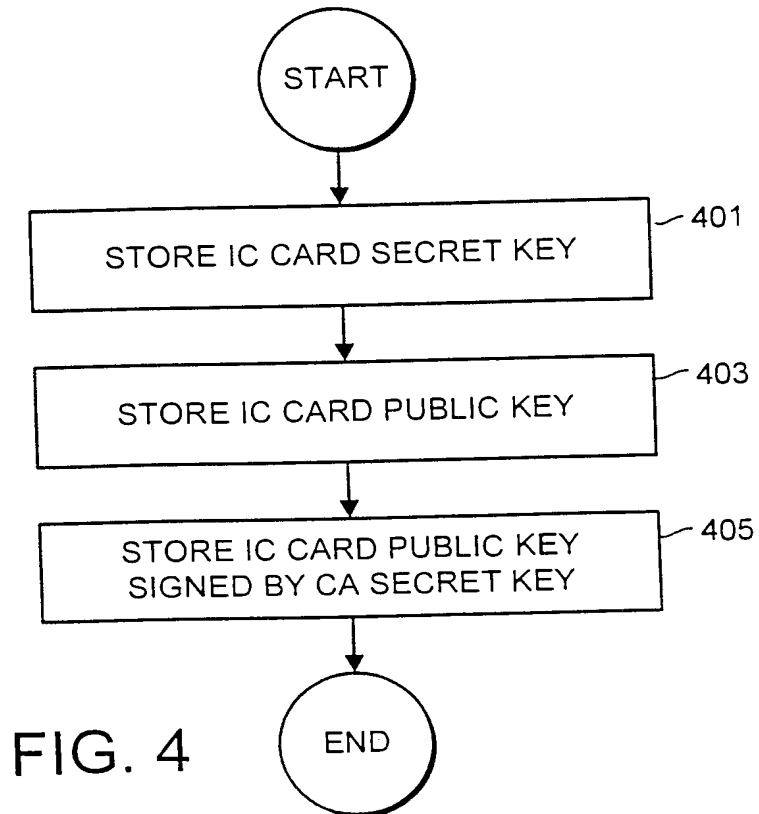 START
STORE IC CARD SECRET KEY
401
STORE IC CARD PUBLIC KEY
403
STORE IC CARD PUBLIC KEY
SIGNED BY CA SECRET KEY
405
END
FIG. 4